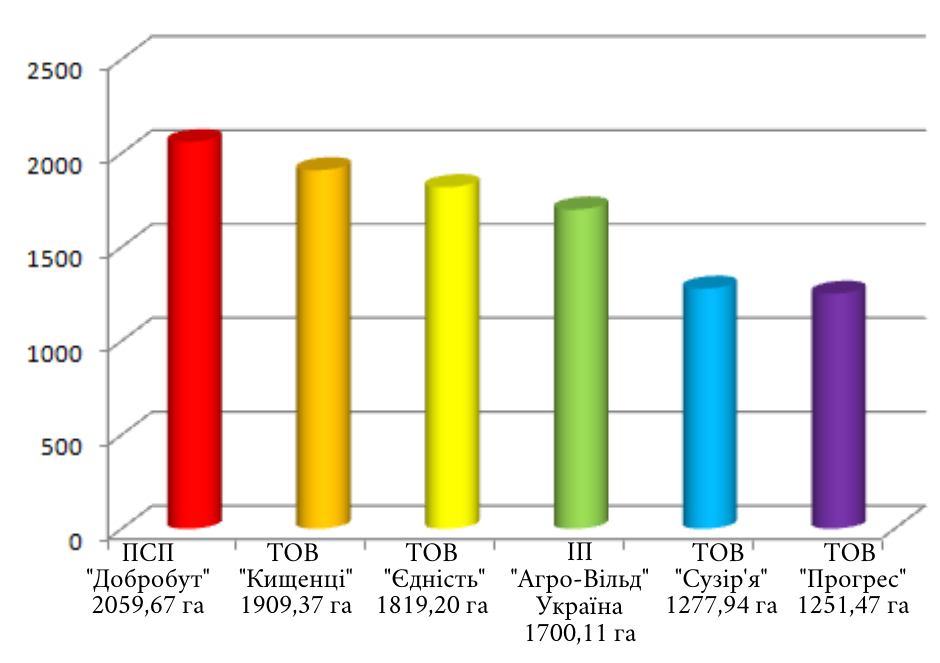 2500
2000
1500
1000
500
0
ПСП
"Добробут"
2059,67 га
ТОВ
"Кищенці"
1909,37 га
ТОВ
"Єдність"
1819,20 га
ІП
"Агро-Вільд"
Україна
1700,11 га
ТОВ
"Сузір'я"
1277,94 га
ТОВ
"Прогрес"
1251,47 га